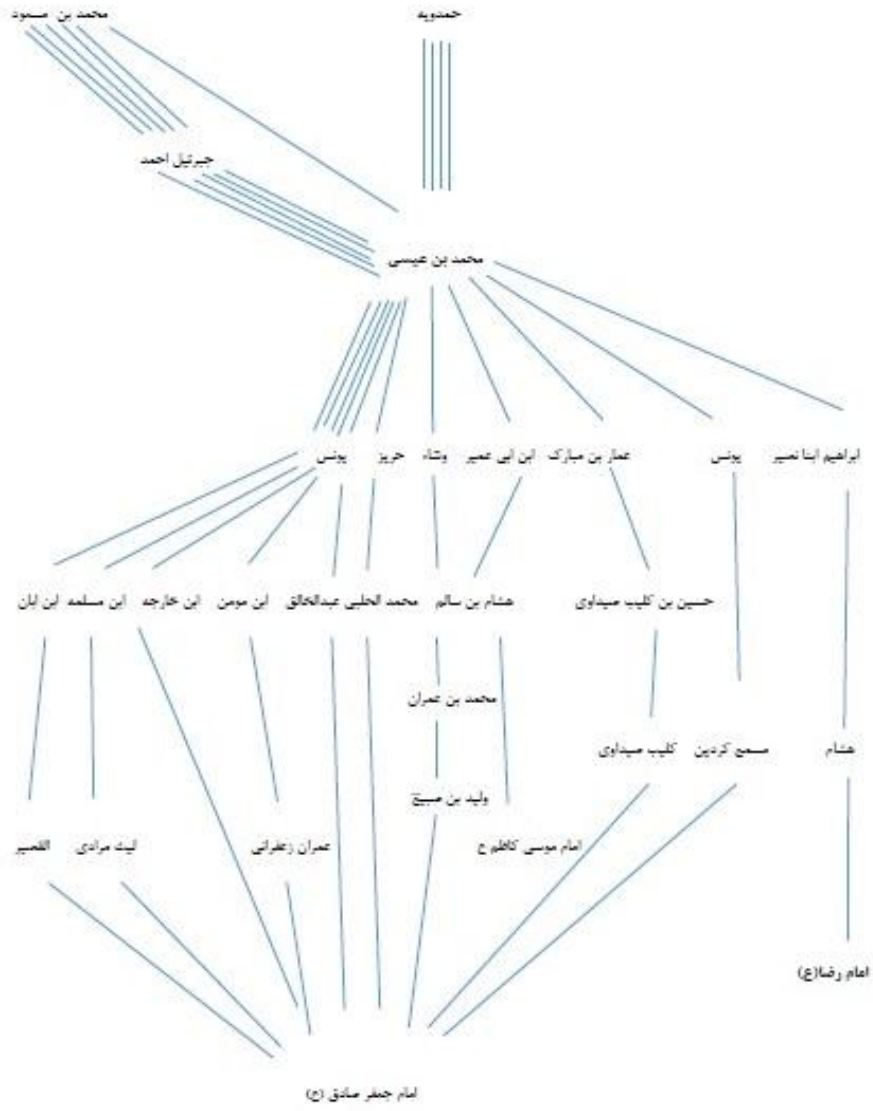 حمدویه
محمد بن مسعود
جبرئیل احمد
محمد بن عیسی
ابراهیم ابنا نصیر
یونس
عمار بن مبارک
ابن ابی عمیر
وشاء
حریز
یونس
حسین بن کلیب صیداوی
هشام بن سالم
محمد الحلبی
عبدالخالق
ابن مومن
ابن خارجه
ابن مسلمه
ابن ابان
محمد بن عمران
هشام
مسمع کردین
کلیب صیداوی
ولید بن صبیح
امام موسی کاظم ع
عمران زعفرانی
لیث مرادی
القصیر
امام رضا(ع)
امام جعفر صادق (ع)